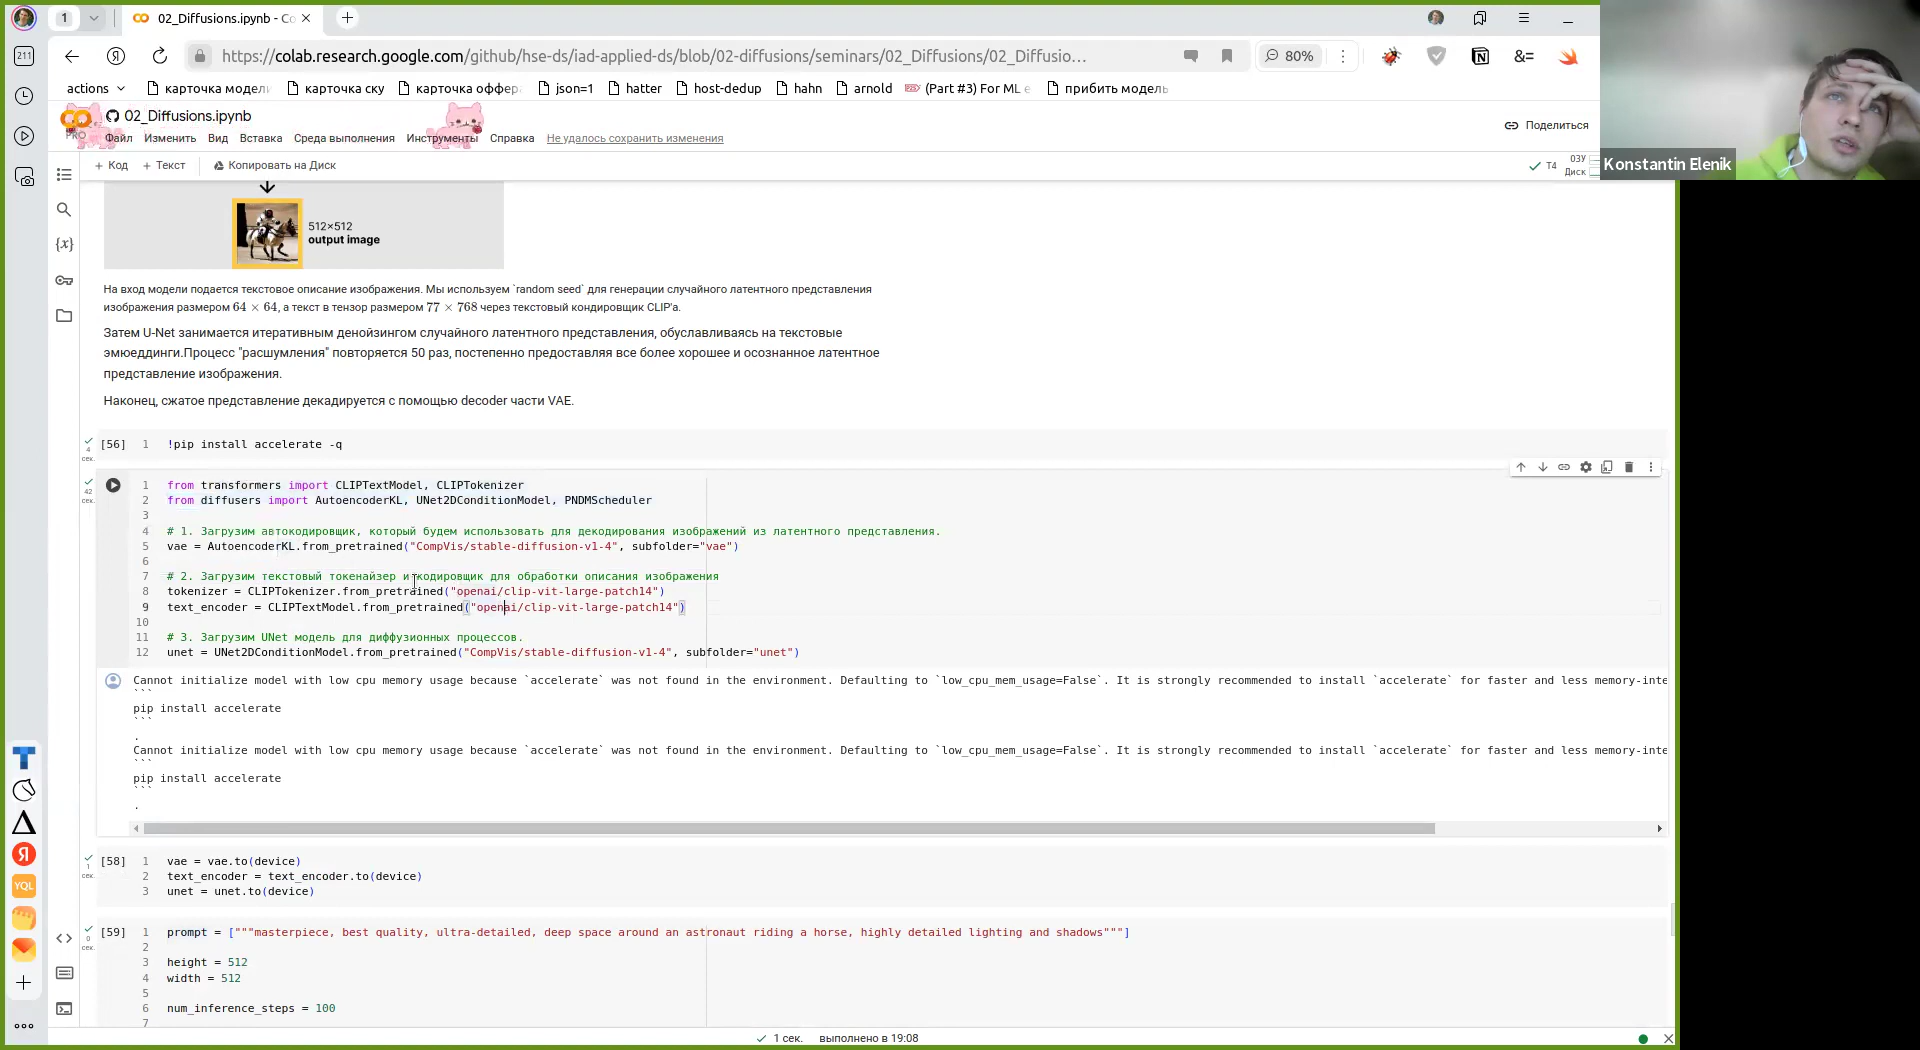 1
02_Diffusions.ipynb - Co
211
https://colab.research.google.com/github/hse-ds/iad-applied-ds/blob/02-diffusions/seminars/02_Diffusions/02_Diffusio…
80%
actions
карточка модели
карточка ску
карточка оффер
json=1
hatter
host-dedup
hahn
arnold
(Part #3) For ML e
прибить модель
02_Diffusions.ipynb
PRO
Файл Изменить Вид Вставка Среда выполнения Инструменты Справка Не удалось сохранить изменения
Поделиться
+ Код + Текст Копировать на Диск
T4 ОЗУ
Диск
Konstantin Elenik
512×512
output image
На вход модели подается текстовое описание изображения. Мы используем `random seed` для генерации случайного латентного представления
изображения размером 64 × 64, а текст в тензор размером 77 × 768 через текстовый кондировщик CLIP'а.
Затем U-Net занимается итеративным денойзингом случайного латентного представления, обуславливаясь на текстовые
эмюеддинги.Процесс "расшумления" повторяется 50 раз, постепенно предоставляя все более хорошее и осознанное латентное
представление изображения.
Наконец, сжатое представление декадируется с помощью decoder части VAE.
4 сек.
[56] 1 !pip install accelerate -q
42 сек.
1 from transformers import CLIPTextModel, CLIPTokenizer
2 from diffusers import AutoencoderKL, UNet2DConditionModel, PNDMScheduler
3
4 # 1. Загрузим автокодировщик, который будем использовать для декодирования изображений из латентного представления.
5 vae = AutoencoderKL.from_pretrained("CompVis/stable-diffusion-v1-4", subfolder="vae")
6
7 # 2. Загрузим текстовый токенайзер и кодировщик для обработки описания изображения
8 tokenizer = CLIPTokenizer.from_pretrained("openai/clip-vit-large-patch14")
9 text_encoder = CLIPTextModel.from_pretrained("openai/clip-vit-large-patch14")
10
11 # 3. Загрузим UNet модель для диффузионных процессов.
12 unet = UNet2DConditionModel.from_pretrained("CompVis/stable-diffusion-v1-4", subfolder="unet")
Cannot initialize model with low cpu memory usage because `accelerate` was not found in the environment. Defaulting to `low_cpu_mem_usage=False`. It is strongly recommended to install `accelerate` for faster and less memory-inte
```
pip install accelerate
```
.
Cannot initialize model with low cpu memory usage because `accelerate` was not found in the environment. Defaulting to `low_cpu_mem_usage=False`. It is strongly recommended to install `accelerate` for faster and less memory-inte
```
pip install accelerate
```
.
1 сек.
[58] 1 vae = vae.to(device)
2 text_encoder = text_encoder.to(device)
3 unet = unet.to(device)
0 сек.
[59] 1 prompt = ["""masterpiece, best quality, ultra-detailed, deep space around an astronaut riding a horse, highly detailed lighting and shadows"""]
2
3 height = 512
4 width = 512
5
6 num_inference_steps = 100
7
Я
YQL
1 сек. выполнено в 19:08